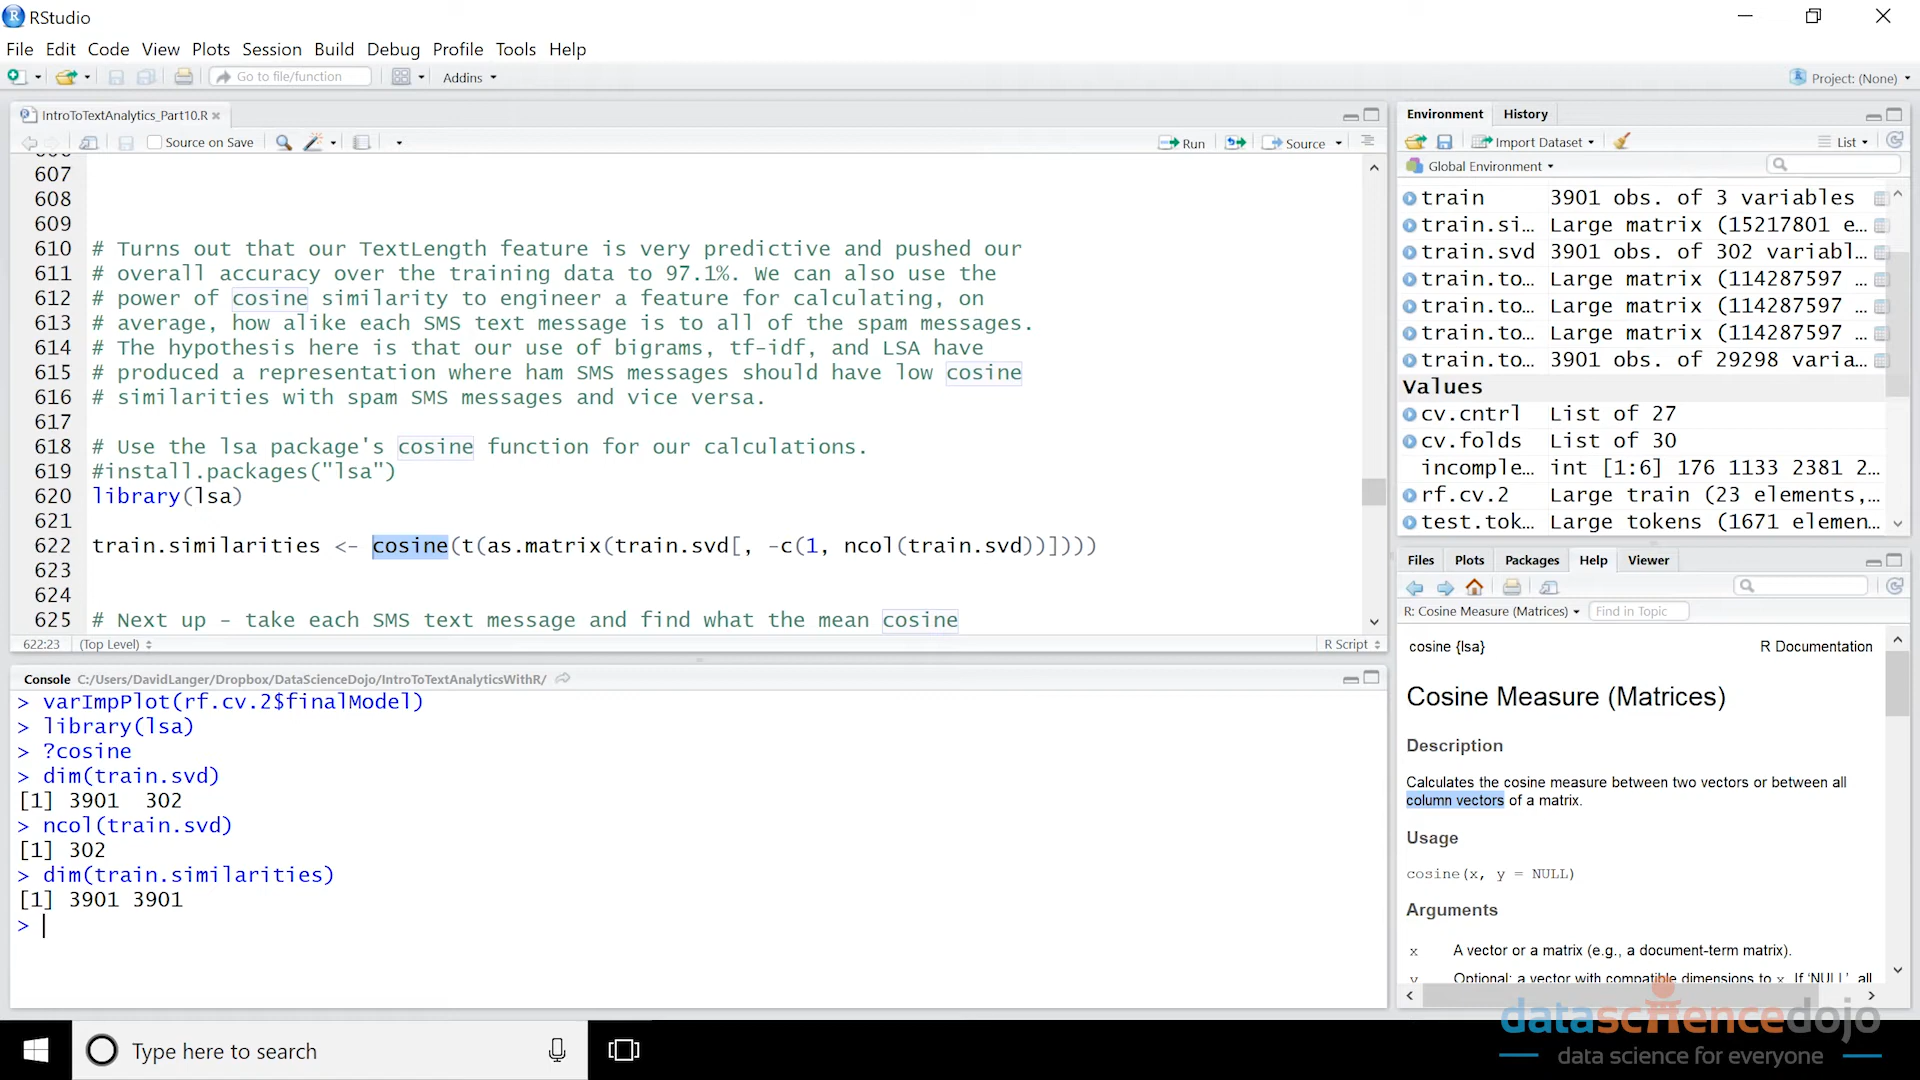 RStudio
File Edit Code View Plots Session Build Debug Profile Tools Help
Go to file/function
Addins
Project: (None)
IntroToTextAnalytics_Part10.R
Source on Save
Run
Source
607
608
609
610 # Turns out that our TextLength feature is very predictive and pushed our
611 # overall accuracy over the training data to 97.1%. We can also use the
612 # power of cosine similarity to engineer a feature for calculating, on
613 # average, how alike each SMS text message is to all of the spam messages.
614 # The hypothesis here is that our use of bigrams, tf-idf, and LSA have
615 # produced a representation where ham SMS messages should have low cosine
616 # similarities with spam SMS messages and vice versa.
617
618 # Use the lsa package's cosine function for our calculations.
619 #install.packages("lsa")
620 library(lsa)
621
622 train.similarities <- cosine(t(as.matrix(train.svd[, -c(1, ncol(train.svd))])))
623
624
625 # Next up - take each SMS text message and find what the mean cosine
622:23 (Top Level) R Script
Console C:/Users/DavidLanger/Dropbox/DataScienceDojo/IntroToTextAnalyticsWithR/
> varImpPlot(rf.cv.2$finalModel)
> library(lsa)
> ?cosine
> dim(train.svd)
[1] 3901 302
> ncol(train.svd)
[1] 302
> dim(train.similarities)
[1] 3901 3901
>
Environment History
Import Dataset
List
Global Environment
train 3901 obs. of 3 variables
train.si… Large matrix (15217801 e…
train.svd 3901 obs. of 302 variabl…
train.to… Large matrix (114287597 …
train.to… Large matrix (114287597 …
train.to… Large matrix (114287597 …
train.to… 3901 obs. of 29298 varia…
Values
cv.cntrl List of 27
cv.folds List of 30
incomple… int [1:6] 176 1133 2381 2…
rf.cv.2 Large train (23 elements,…
test.tok… Large tokens (1671 elemen…
Files Plots Packages Help Viewer
R: Cosine Measure (Matrices) Find in Topic
cosine {lsa} R Documentation
Cosine Measure (Matrices)
Description
Calculates the cosine measure between two vectors or between all
column vectors of a matrix.
Usage
cosine(x, y = NULL)
Arguments
x A vector or a matrix (e.g., a document-term matrix).
y Optional: a vector with compatible dimensions to x. If 'NULL', all
datasciencedojo
data science for everyone
Type here to search